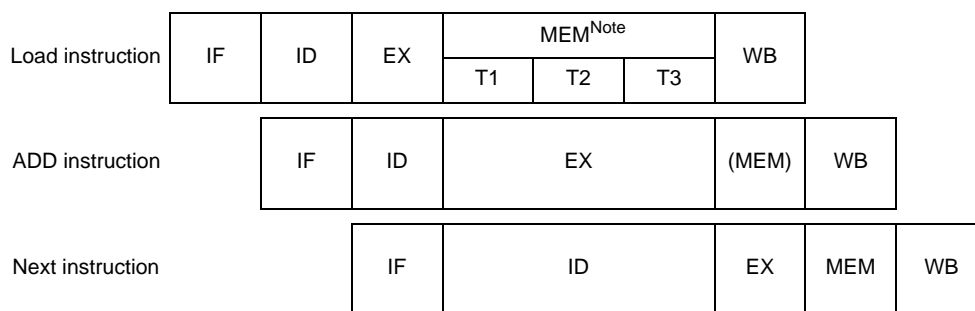 Load instruction IF ID EX MEMNote WB
T1 T2 T3
ADD instruction IF ID EX (MEM) WB
Next instruction IF ID EX MEM WB